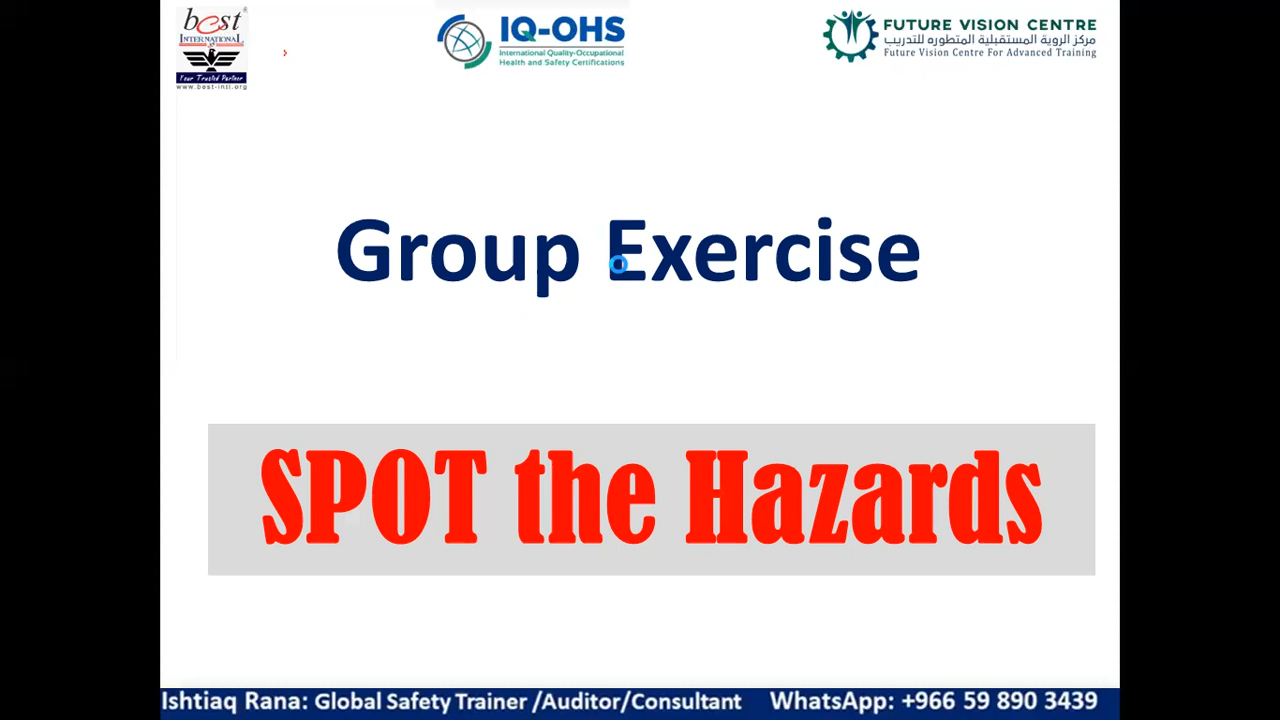 best
INTERNATIONAL
Your Trusted Partner
www.best-intl.org
IQ-OHS
International Quality-Occupational
Health and Safety Certifications
FUTURE VISION CENTRE
مركز الروية المستقبلية المتطوره للتدريب
Future Vision Centre For Advanced Training
Group Exercise
SPOT the Hazards
Ishtiaq Rana: Global Safety Trainer /Auditor/Consultant WhatsApp: +966 59 890 3439